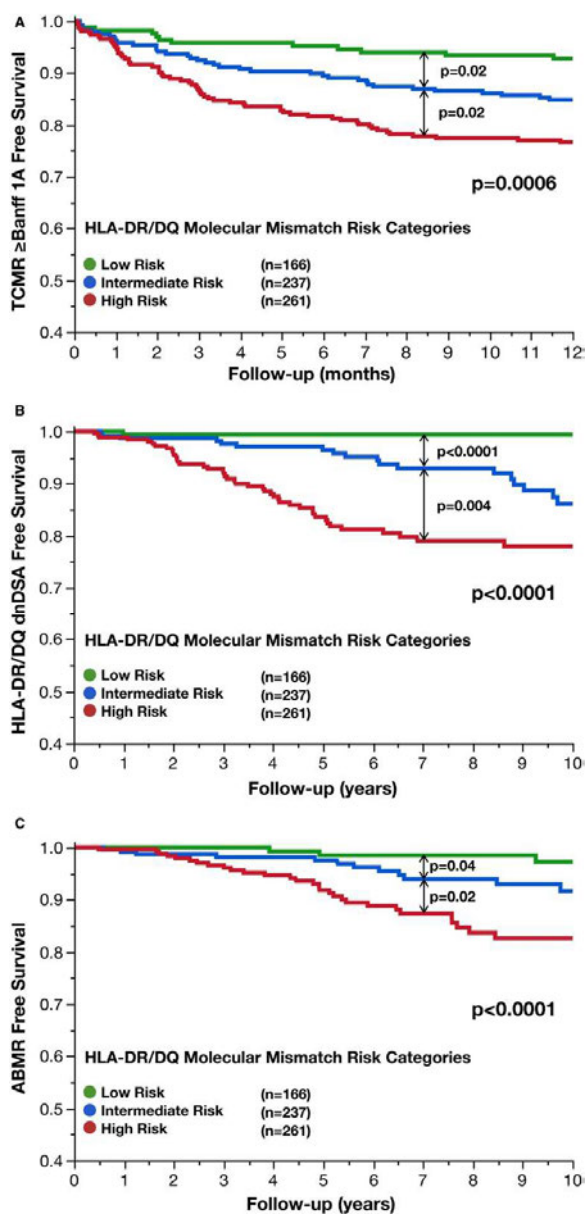 A
TCMR ≥Banff 1A Free Survival
1.0
0.9
0.8
0.7
0.6
0.5
0.4
p=0.02
p=0.02
p=0.0006
HLA-DR/DQ Molecular Mismatch Risk Categories
Low Risk (n=166)
Intermediate Risk (n=237)
High Risk (n=261)
0 1 2 3 4 5 6 7 8 9 10 11 12
Follow-up (months)
B
HLA-DR/DQ dnDSA Free Survival
1.0
0.9
0.8
0.7
0.6
0.5
0.4
p<0.0001
p=0.004
p<0.0001
HLA-DR/DQ Molecular Mismatch Risk Categories
Low Risk (n=166)
Intermediate Risk (n=237)
High Risk (n=261)
0 1 2 3 4 5 6 7 8 9 10
Follow-up (years)
C
ABMR Free Survival
1.0
0.9
0.8
0.7
0.6
0.5
0.4
p=0.04
p=0.02
p<0.0001
HLA-DR/DQ Molecular Mismatch Risk Categories
Low Risk (n=166)
Intermediate Risk (n=237)
High Risk (n=261)
0 1 2 3 4 5 6 7 8 9 10
Follow-up (years)